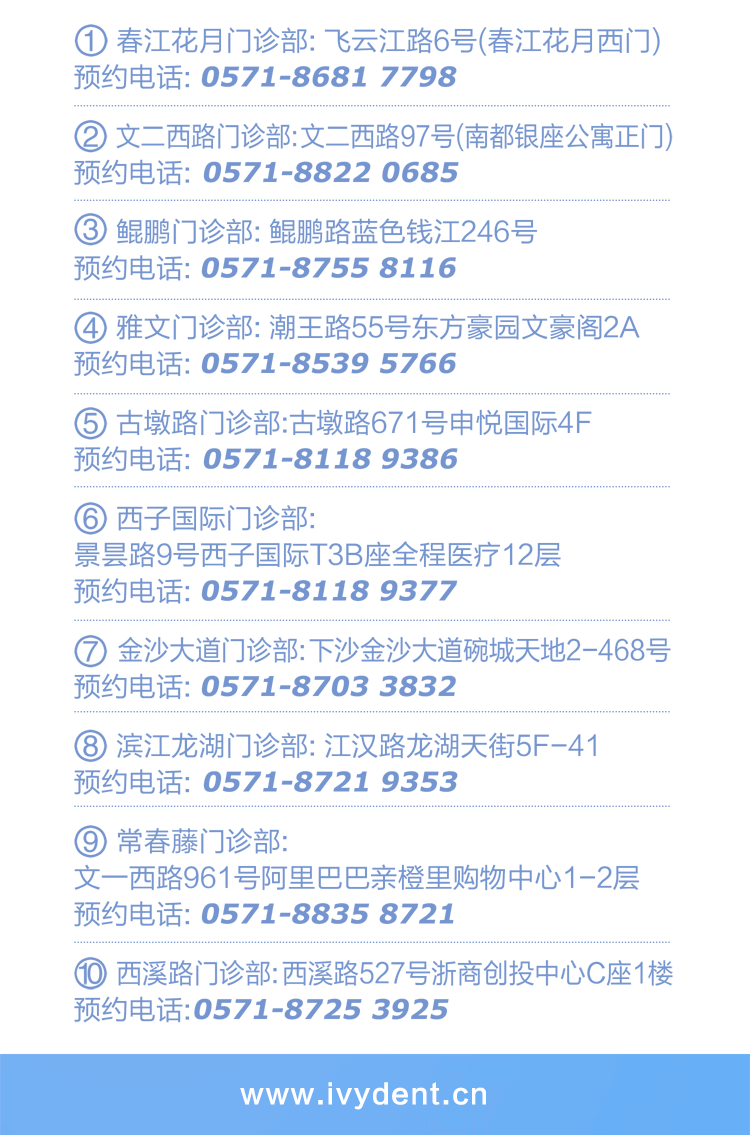 ① 春江花月门诊部: 飞云江路6号(春江花月西门)
预约电话: 0571-8681 7798
② 文二西路门诊部:文二西路97号(南都银座公寓正门)
预约电话: 0571-8822 0685
③ 鲲鹏门诊部: 鲲鹏路蓝色钱江246号
预约电话: 0571-8755 8116
④ 雅文门诊部: 潮王路55号东方豪园文豪阁2A
预约电话: 0571-8539 5766
⑤ 古墩路门诊部:古墩路671号申悦国际4F
预约电话: 0571-8118 9386
⑥ 西子国际门诊部:
景昙路9号西子国际T3B座全程医疗12层
预约电话: 0571-8118 9377
⑦ 金沙大道门诊部:下沙金沙大道碗城天地2-468号
预约电话: 0571-8703 3832
⑧ 滨江龙湖门诊部: 江汉路龙湖天街5F-41
预约电话: 0571-8721 9353
⑨ 常春藤门诊部:
文一西路961号阿里巴巴亲橙里购物中心1-2层
预约电话: 0571-8835 8721
⑩ 西溪路门诊部:西溪路527号浙商创投中心C座1楼
预约电话:0571-8725 3925
www.ivydent.cn